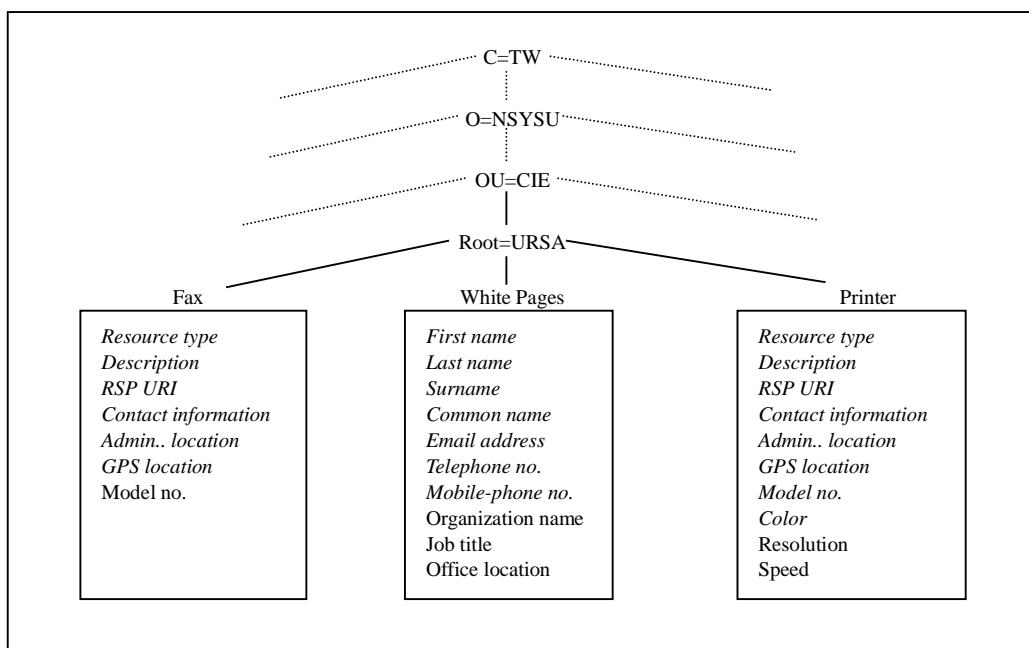 C=TW
O=NSYSU
OU=CIE
Root=URSA
Fax
Resource type
Description
RSP URI
Contact information
Admin.. location
GPS location
Model no.
White Pages
First name
Last name
Surname
Common name
Email address
Telephone no.
Mobile-phone no.
Organization name
Job title
Office location
Printer
Resource type
Description
RSP URI
Contact information
Admin.. location
GPS location
Model no.
Color
Resolution
Speed